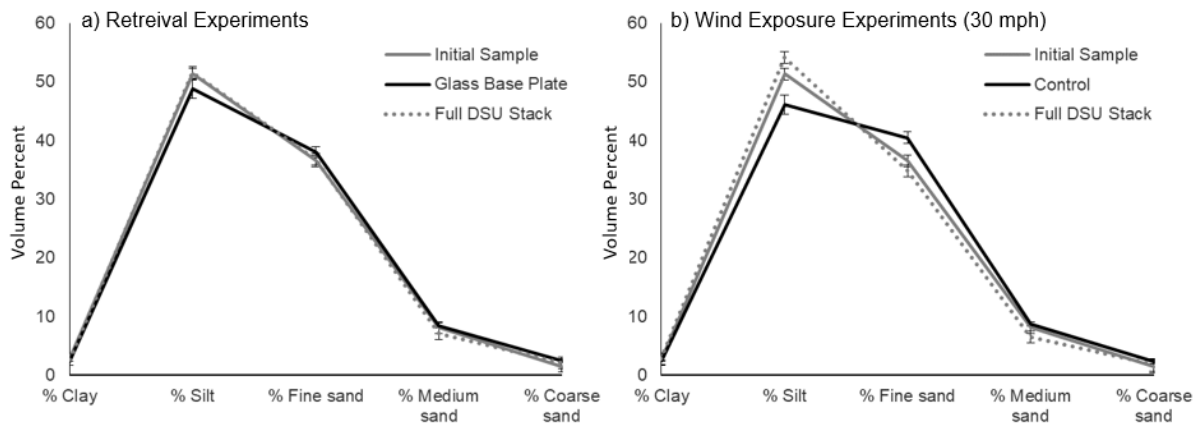 a) Retreival Experiments
Initial Sample
Glass Base Plate
Full DSU Stack
Volume Percent
60
50
40
30
20
10
0
% Clay
% Silt
% Fine sand
% Medium
sand
% Coarse
sand
b) Wind Exposure Experiments (30 mph)
Initial Sample
Control
Full DSU Stack
Volume Percent
60
50
40
30
20
10
0
% Clay
% Silt
% Fine sand
% Medium
sand
% Coarse
sand